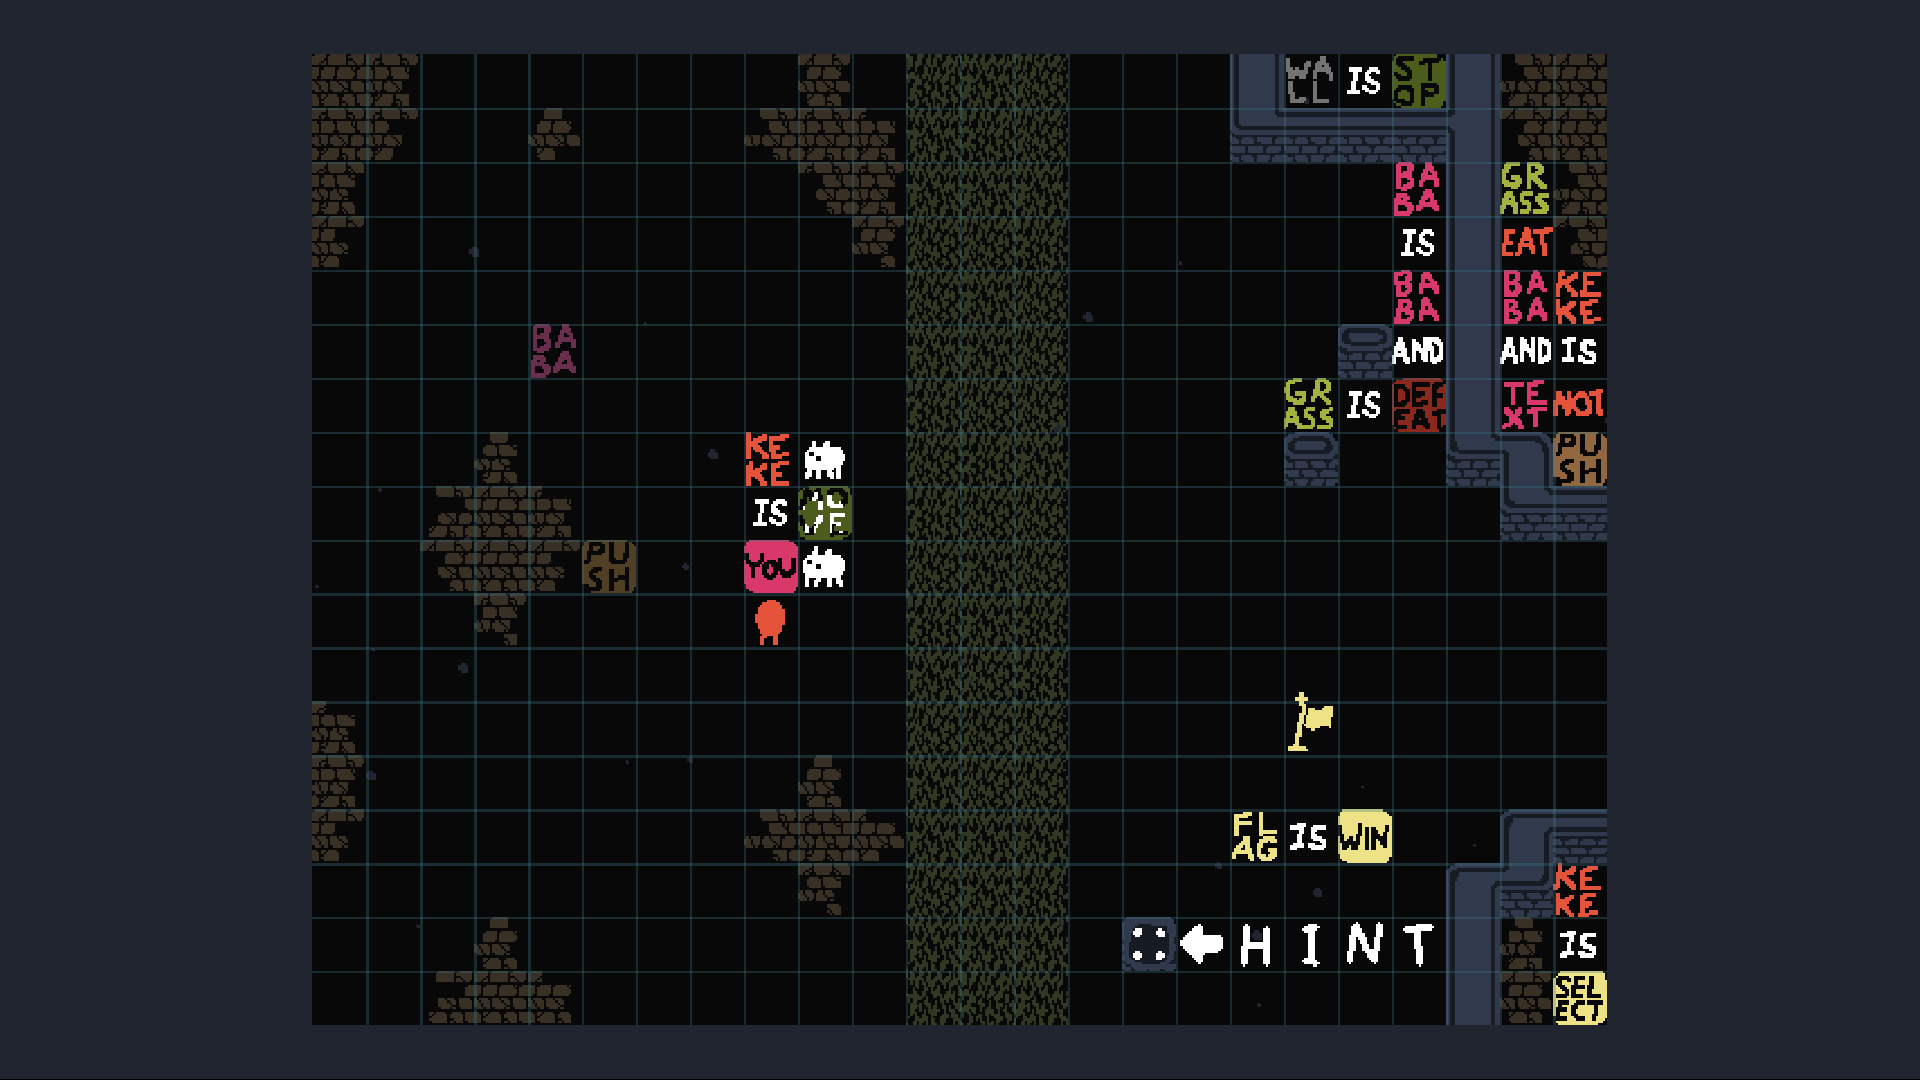 WALL IS STOP
BABA GRASS
IS EAT
BABA BABA KEKE
BABA AND AND IS
GRASS IS DEFEAT TEXT NOT
KEKE PUSH
IS
PUSH YOU
FLAG IS WIN
KEKE
HINT IS
SELECT